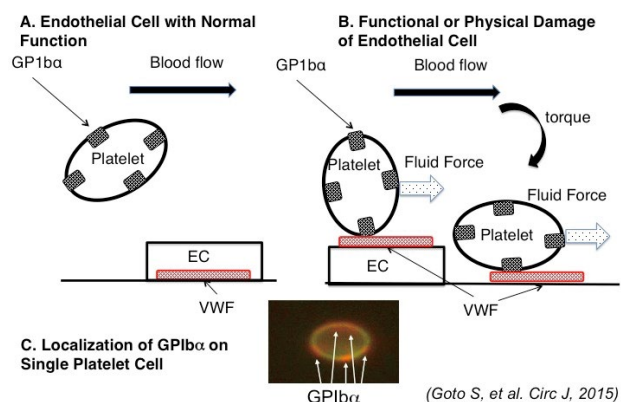 A. Endothelial Cell with Normal
Function
GP1bα
Blood flow
Platelet
EC
VWF
B. Functional or Physical Damage
of Endothelial Cell
Blood flow
GP1bα
torque
Platelet
Fluid Force
Fluid Force
Platelet
EC
VWF
C. Localization of GPIbα on
Single Platelet Cell
GPIbα
(Goto S, et al. Circ J, 2015)